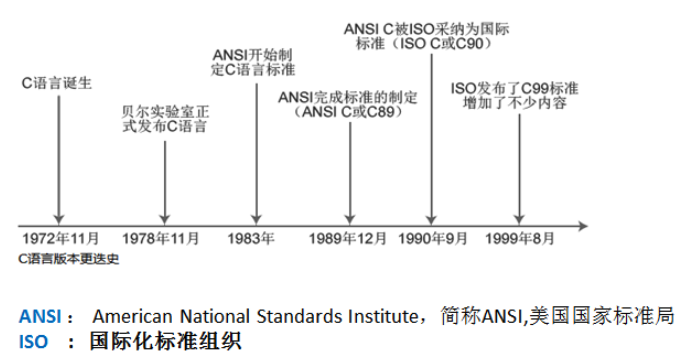 ANSI C被ISO采纳为国际
标准（ISO C或C90）
ANSI开始制
定C语言标准
C语言诞生
ISO发布了C99标准
增加了不少内容
ANSI完成标准的制定
（ANSI C或C89）
贝尔实验室正
式发布C语言
1972年11月
1978年11月
1983年
1989年12月
1990年9月
1999年8月
C语言版本更迭史
ANSI： American National Standards Institute，简称ANSI,美国国家标准局
ISO ：国际化标准组织